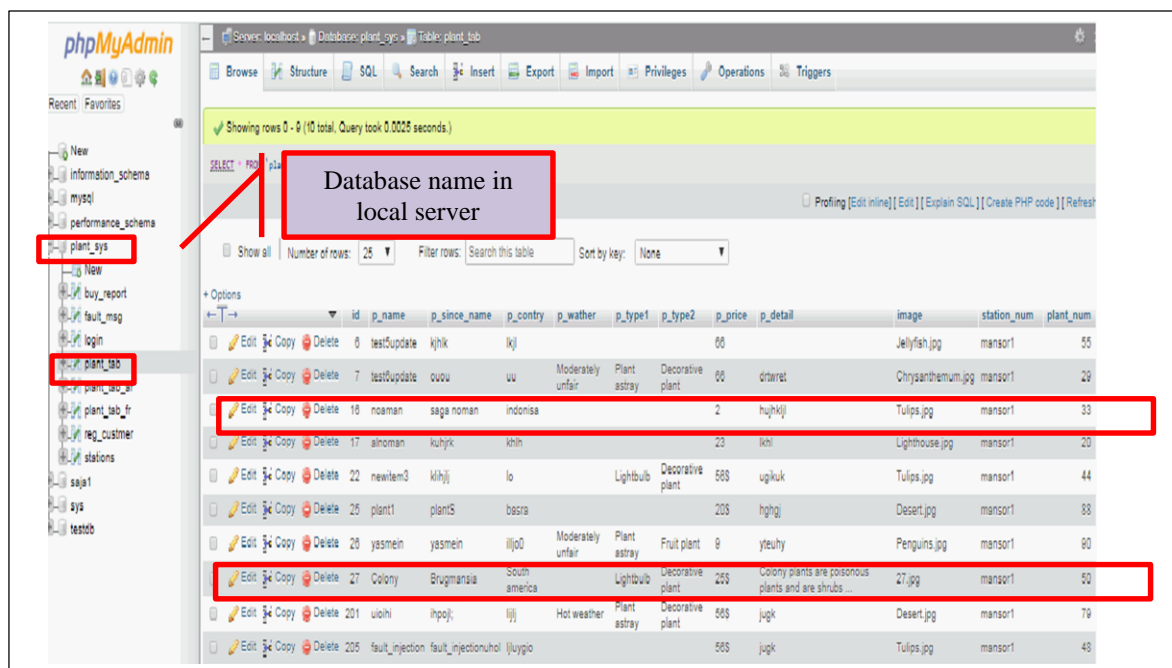 phpMyAdmin
Recent Favorites
New
information_schema
mysql
performance_schema
plant_sys
New
buy_report
fault_msg
login
plant_tab
plant_tab_ar
plant_tab_fr
reg_custmer
stations
saja1
sys
testdb
Server: localhost » Database: plant_sys » Table: plant_tab
Browse Structure SQL Search Insert Export Import Privileges Operations Triggers
Showing rows 0 - 9 (10 total, Query took 0.0025 seconds.)
SELECT * FROM
Database name in
local server
Profiling [Edit inline] [ Edit ] [ Explain SQL ] [ Create PHP code ] [ Refresh
Show all Number of rows: 25 Filter rows: Search this table Sort by key: None
+ Options
←T→ id p_name p_since_name p_contry p_wather p_type1 p_type2 p_price p_detail image station_num plant_num
Edit Copy Delete 6 test5update kjhlk lkjl 66 Jellyfish.jpg mansor1 55
Edit Copy Delete 7 test6update ouou uu Moderately unfair Plant astray Decorative plant 66 drtwret Chrysanthemum.jpg mansor1 29
Edit Copy Delete 16 noaman saga noman indonisa 2 hujhkljl Tulips.jpg mansor1 33
Edit Copy Delete 17 alnoman kuhjrk khlh 23 lkhl Lighthouse.jpg mansor1 20
Edit Copy Delete 22 newitem3 klihjlj lo Lightbulb Decorative plant 56$ ugikuk Tulips.jpg mansor1 44
Edit Copy Delete 25 plant1 plantS basra 20$ hghgj Desert.jpg mansor1 88
Edit Copy Delete 26 yasmein yasmein illjo0 Moderately unfair Plant astray Fruit plant 9 yteuhy Penguins.jpg mansor1 90
Edit Copy Delete 27 Colony Brugmansia South america Lightbulb Decorative plant 25$ Colony plants are poisonous plants and are shrubs ... 27.jpg mansor1 50
Edit Copy Delete 201 uioihi ihpoj; Hot weather Plant astray Decorative plant 56$ jugk Desert.jpg mansor1 79
Edit Copy Delete 205 fault_injection fault_injectionuhol ljluygio 56$ jugk Tulips.jpg mansor1 48